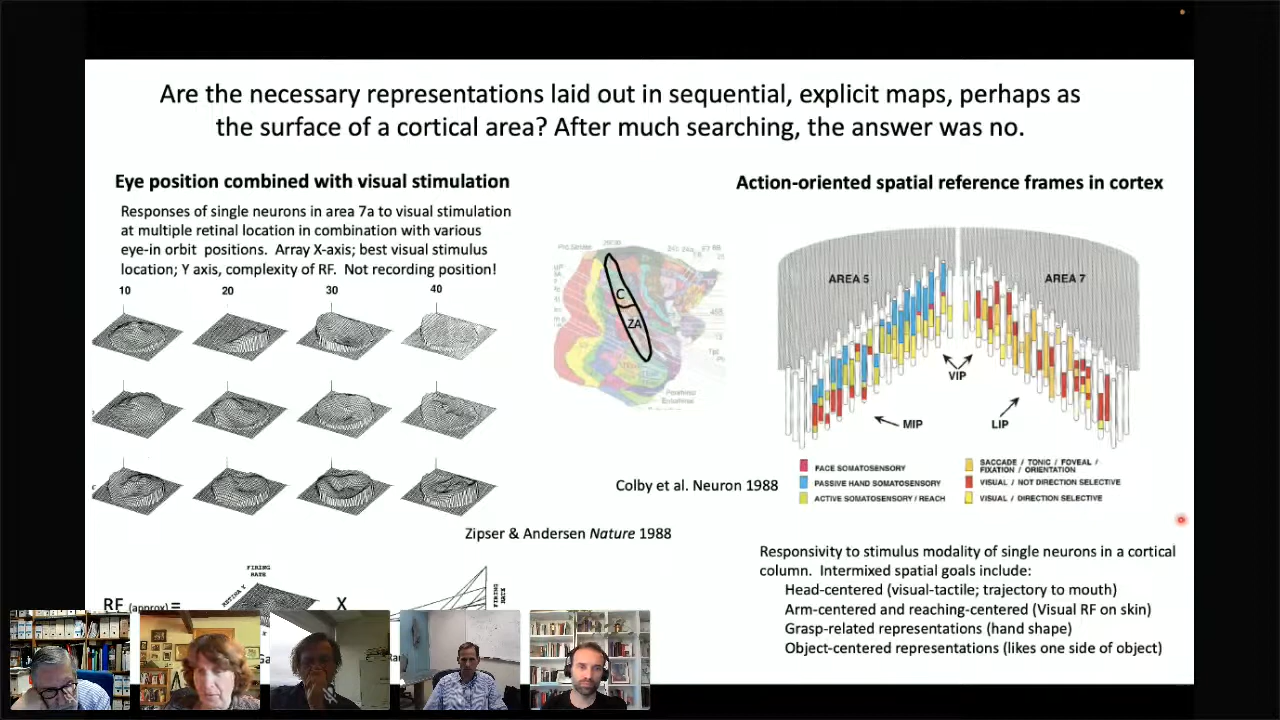 Are the necessary representations laid out in sequential, explicit maps, perhaps as
the surface of a cortical area? After much searching, the answer was no.
Eye position combined with visual stimulation
Responses of single neurons in area 7a to visual stimulation
at multiple retinal location in combination with various
eye-in orbit positions. Array X-axis; best visual stimulus
location; Y axis, complexity of RF. Not recording position!
10 20 30 40
C
ZA
Zipser & Andersen Nature 1988
FIRING
RATE
RETINA Y
FIRING
RF (approx) =
X
Action-oriented spatial reference frames in cortex
AREA 5
AREA 7
VIP
MIP
LIP
FACE SOMATOSENSORY
PASSIVE HAND SOMATOSENSORY
ACTIVE SOMATOSENSORY / REACH
SACCADE / TONIC / FOVEAL /
FIXATION / ORIENTATION
VISUAL / NOT DIRECTION SELECTIVE
VISUAL / DIRECTION SELECTIVE
Colby et al. Neuron 1988
Responsivity to stimulus modality of single neurons in a cortical
column. Intermixed spatial goals include:
Head-centered (visual-tactile; trajectory to mouth)
Arm-centered and reaching-centered (Visual RF on skin)
Grasp-related representations (hand shape)
Object-centered representations (likes one side of object)